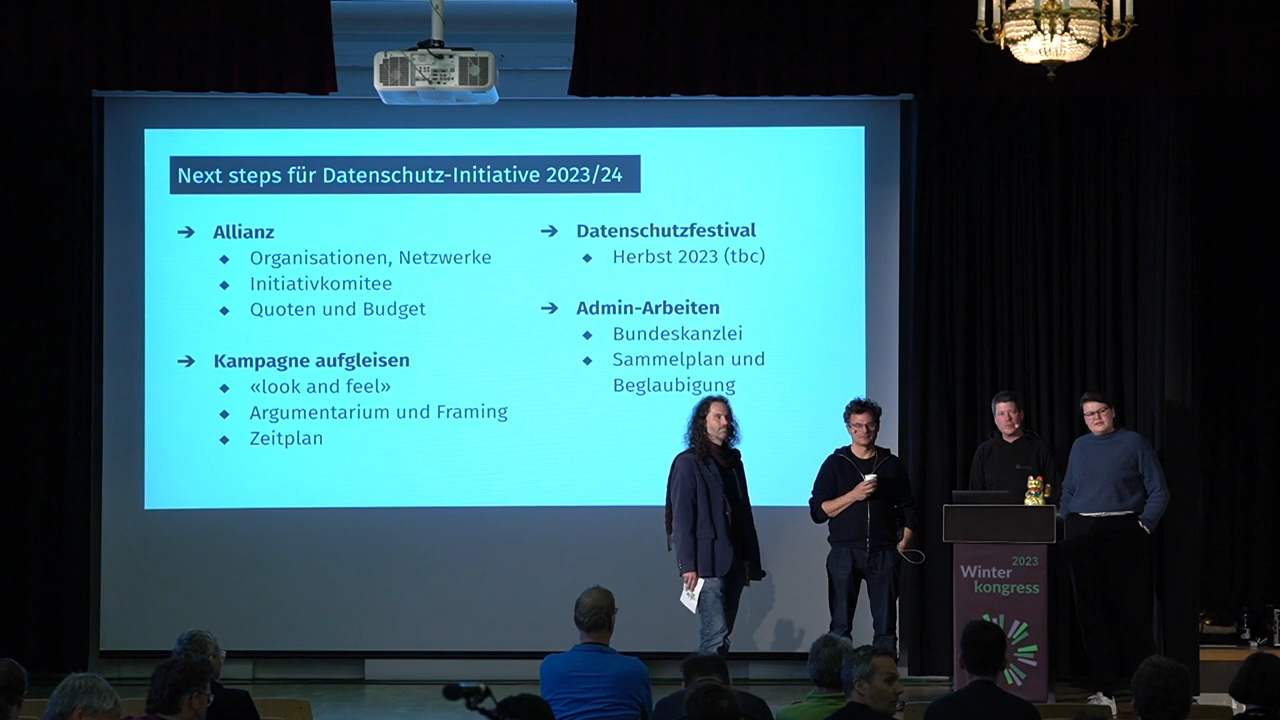 Next steps für Datenschutz-Initiative 2023/24
➔ Allianz
◆ Organisationen, Netzwerke
◆ Initiativkomitee
◆ Quoten und Budget
➔ Kampagne aufgleisen
◆ «look and feel»
◆ Argumentarium und Framing
◆ Zeitplan
➔ Datenschutzfestival
◆ Herbst 2023 (tbc)
➔ Admin-Arbeiten
◆ Bundeskanzlei
◆ Sammelplan und
Beglaubigung
2023
Winter
kongress